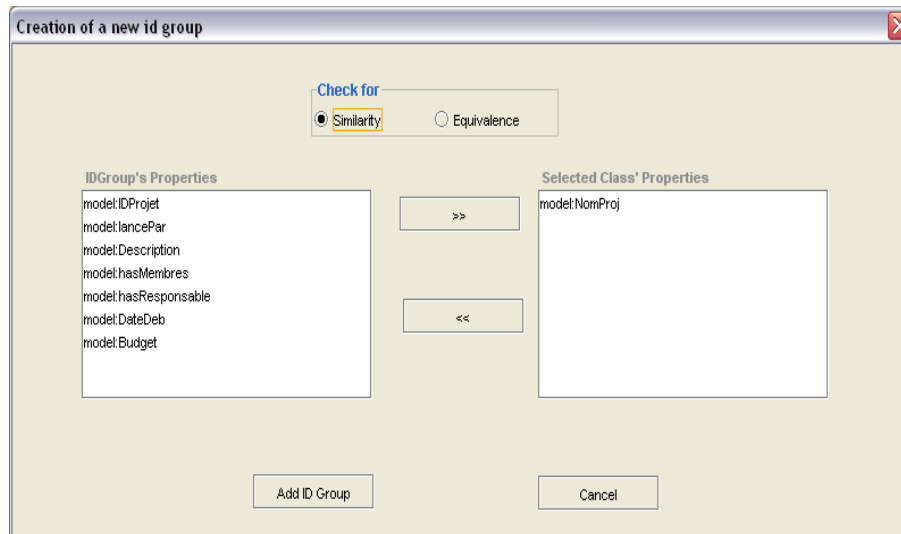 Creation of a new id group
Check for
Similarity Equivalence
IDGroup's Properties Selected Class' Properties
model:IDProjet model:NomProj
model:lancePar
model:Description
model:hasMembres
model:hasResponsable
model:DateDeb
model:Budget
>>
<<
Add ID Group Cancel